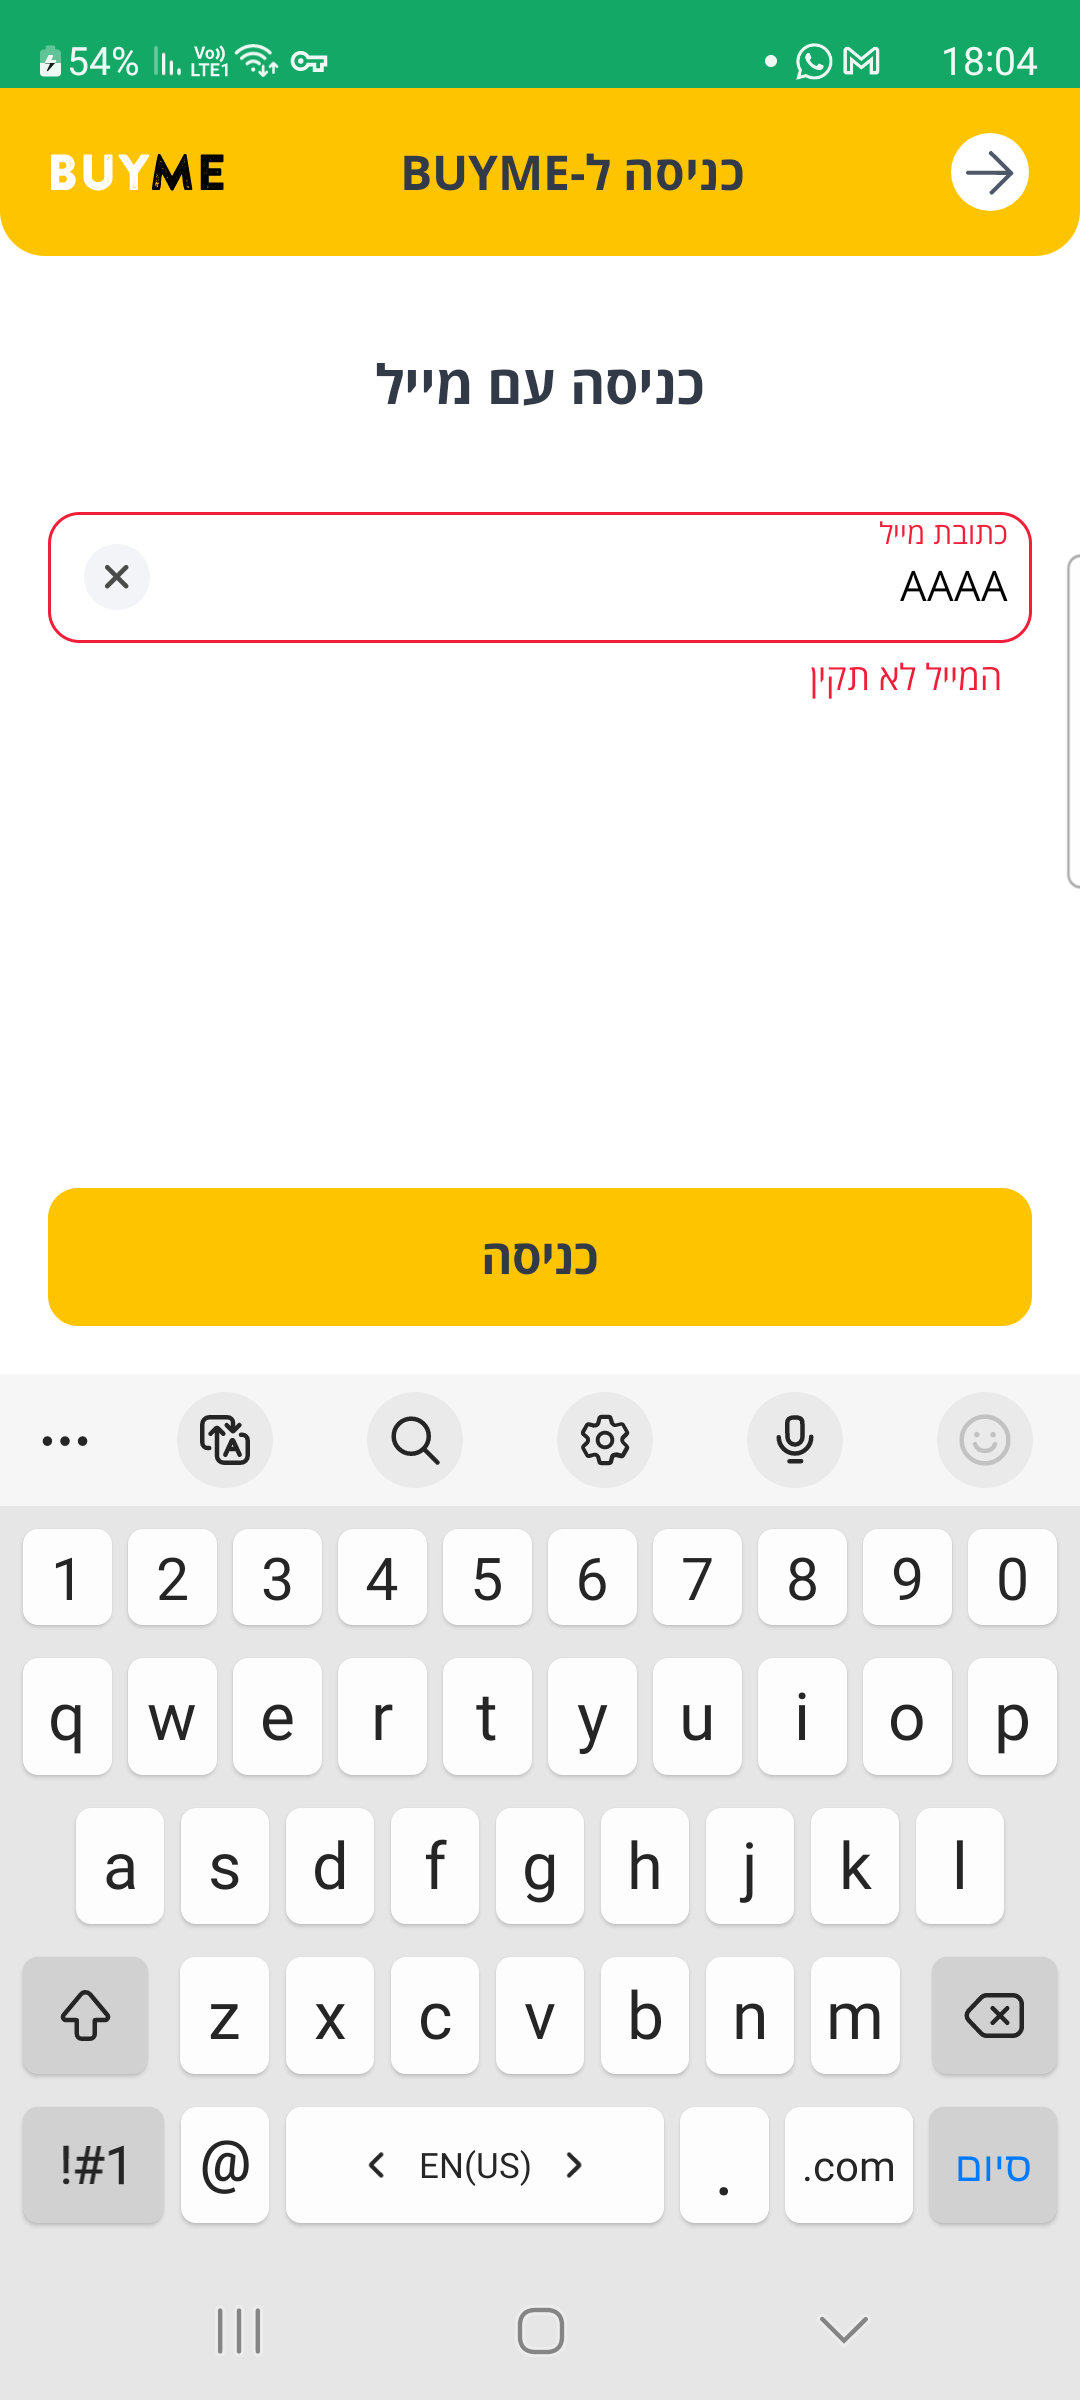 54% Vo)) LTE1 18:04
BUYME כניסה ל-BUYME
כניסה עם מייל
כתובת מייל
AAAA
המייל לא תקין
כניסה
1 2 3 4 5 6 7 8 9 0
q w e r t y u i o p
a s d f g h j k l
z x c v b n m
!#1 @ EN(US) . .com סיום